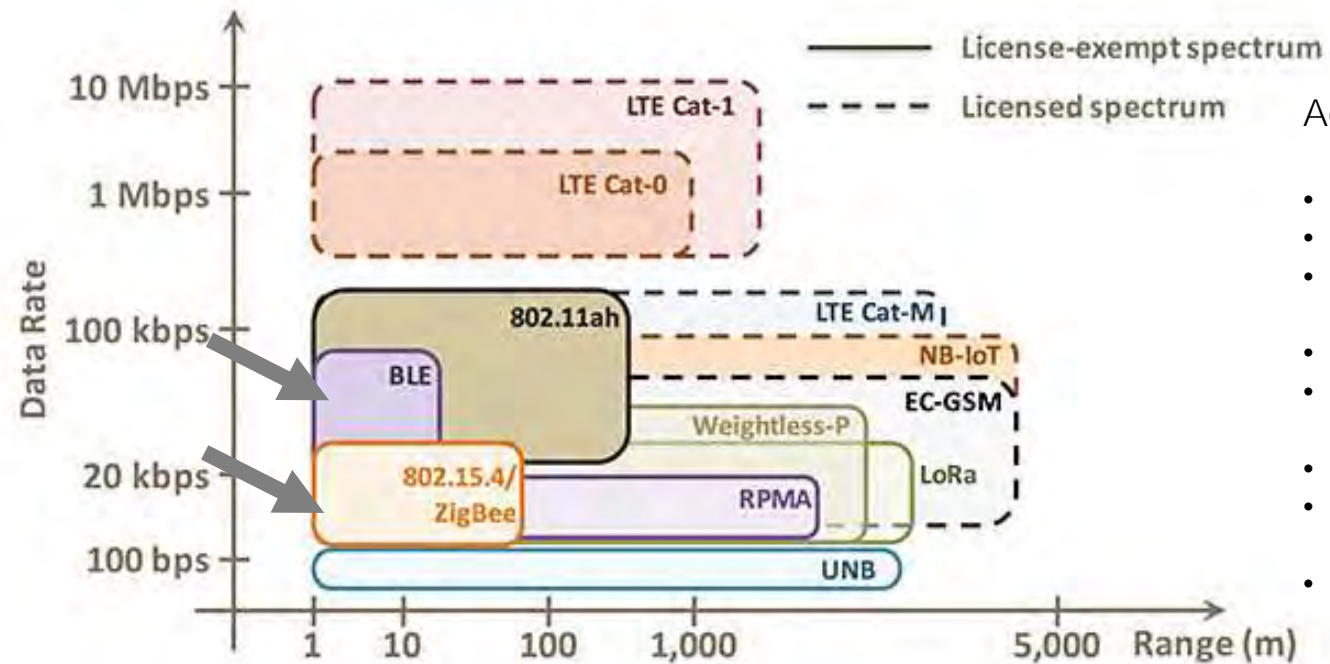 License-exempt spectrum
10 Mbps
LTE Cat-1
Licensed spectrum
1 Mbps
LTE Cat-0
Data Rate
100 kbps
802.11ah
LTE Cat-M1
NB-IoT
BLE
EC-GSM
Weightless-P
20 kbps
802.15.4/
ZigBee
RPMA
LoRa
100 bps
UNB
1 10 100 1,000 5,000 Range (m)